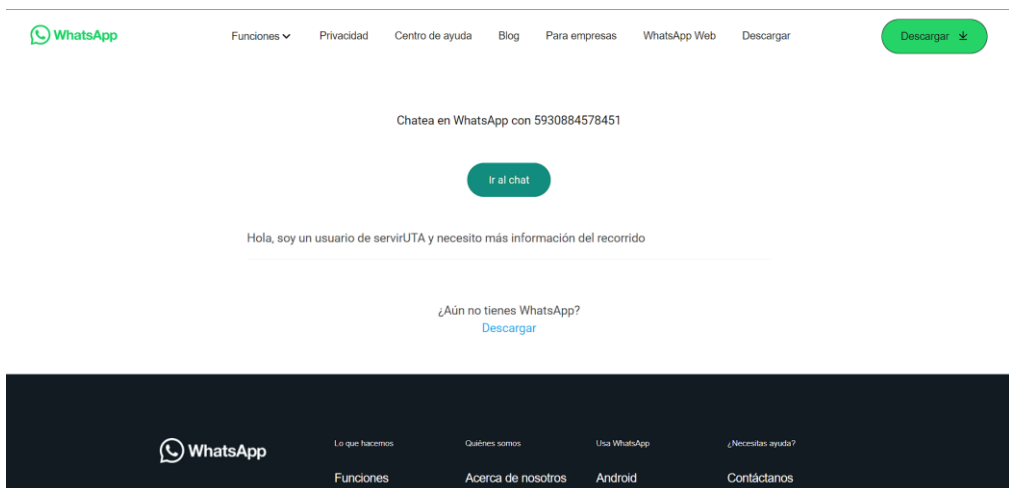 WhatsApp
Funciones Privacidad Centro de ayuda Blog Para empresas WhatsApp Web Descargar Descargar
Chatea en WhatsApp con 5930884578451
Ir al chat
Hola, soy un usuario de servirUTA y necesito más información del recorrido
¿Aún no tienes WhatsApp?
Descargar
WhatsApp
Lo que hacemos Quiénes somos Usa WhatsApp ¿Necesitas ayuda?
Funciones Acerca de nosotros Android Contáctanos